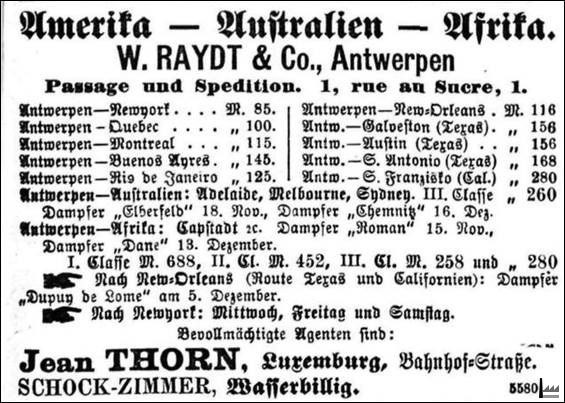 Amerika — Australien — Afrika.
W. RAYDT & Co., Antwerpen
Passage und Spedition. 1, rue au Sucre, 1.
Antwerpen—Newyork . . . . M. 85.
Antwerpen—Quebec . . . „ 100.
Antwerpen—Montreal . . . „ 115.
Antwerpen—Buenos Ayres. „ 145.
Antwerpen—Rio de Janeiro „ 125.
Antwerpen—New-Orleans . M. 116
Antw.—Galveston (Texas). „ 156
Antw.—Austin (Texas) . . „ 156
Antw.—S. Antonio (Texas) „ 168
Antw.—S. Franzisko (Cal.) „ 280
Antwerpen—Australien: Adelaide, Melbourne, Sydney. III. Classe „ 260
Dampfer „Elberfeld“ 18. Nov., Dampfer „Chemnitz“ 16. Dez.
Antwerpen—Afrika: Capstadt ꝛc. Dampfer „Roman“ 15. Nov.,
Dampfer „Dane“ 13. Dezember.
I. Classe M. 688, II. Cl. M. 452, III. Cl. M. 258 und „ 280
Nach New-Orleans (Route Texas und Californien): Dampfer
„Dupuy de Lome“ am 5. Dezember.
Nach Newyork: Mittwoch, Freitag und Samstag.
Bevollmächtigte Agenten sind:
Jean THORN, Luxemburg, Bahnhof-Straße.
SCHOCK-ZIMMER, Wasserbillig.
5580